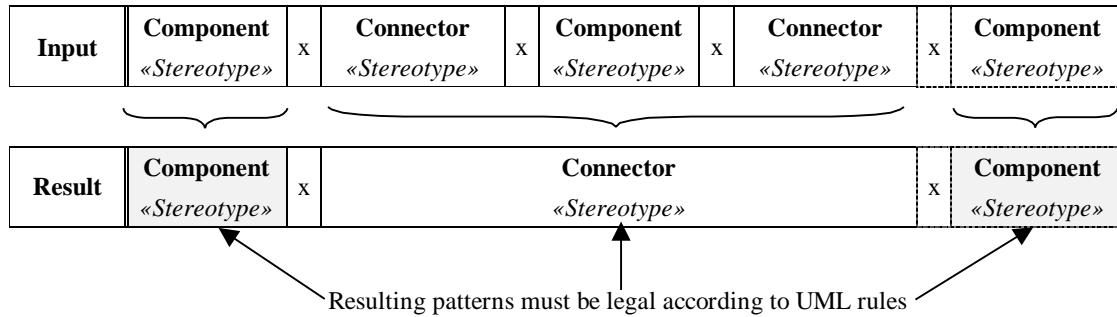 Input Component x Connector x Component x Connector x Component
«Stereotype» «Stereotype» «Stereotype» «Stereotype» «Stereotype»
Result Component x Connector x Component
«Stereotype» «Stereotype» «Stereotype»
Resulting patterns must be legal according to UML rules